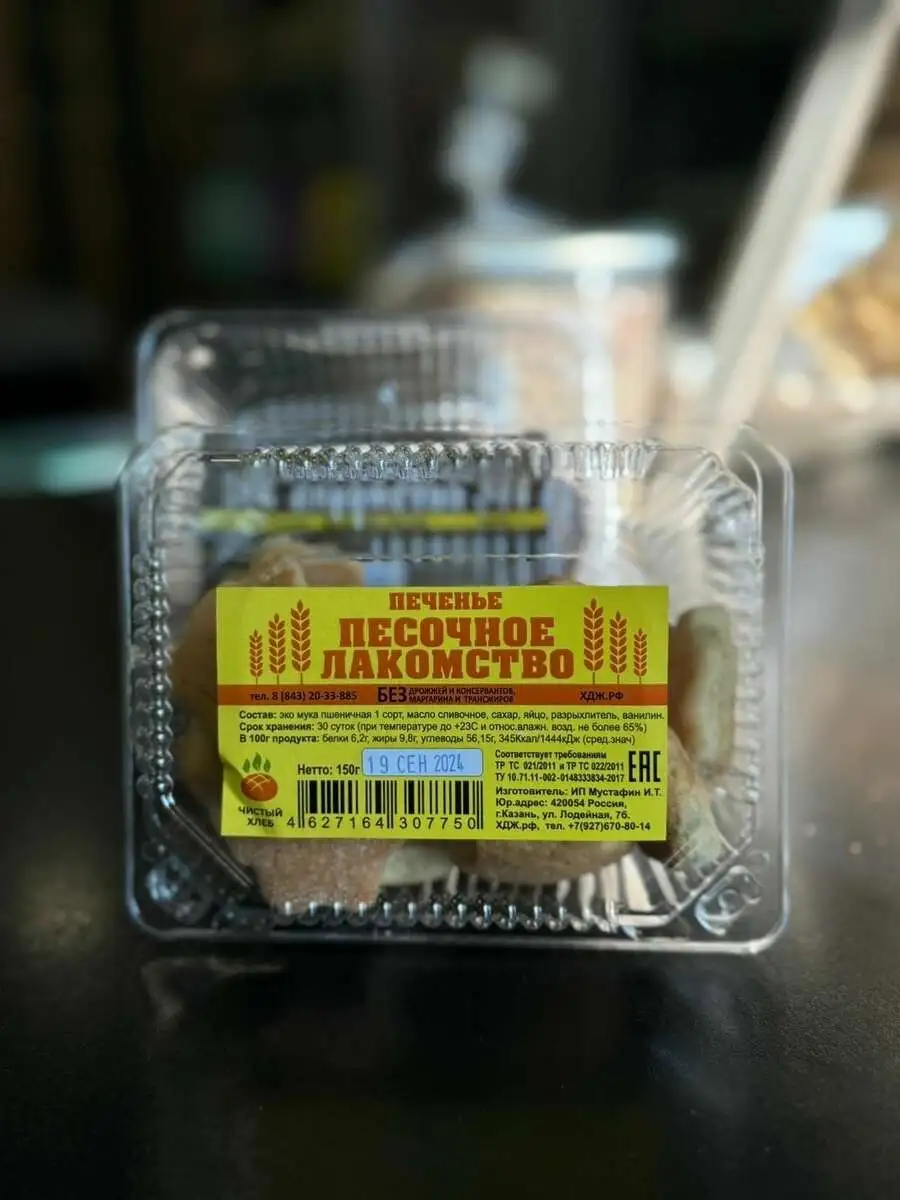 ПЕЧЕНЬЕ
ПЕСОЧНОЕ
ЛАКОМСТВО
тел. 8 (843) 20-33-885 БЕЗ ДРОЖЖЕЙ И КОНСЕРВАНТОВ, ХДЖ.РФ
МАРГАРИНА И ТРАНСЖИРОВ
Состав: эко мука пшеничная 1 сорт, масло сливочное, сахар, яйцо, разрыхлитель, ванилин.
Срок хранения: 30 суток (при температуре до +23С и относ.влажн. возд. не более 65%)
В 100г продукта: белки 6,2г, жиры 9,8г, углеводы 56,15г, 345Ккал/1444кДж (сред.знач)
Нетто: 150г 19 СЕН 2024
ЧИСТЫЙ
ХЛЕБ
4 627164 307750
Соответствует требованиям
ТР ТС 021/2011 и ТР ТС 022/2011
ТУ 10.71.11-002-0148333834-2017 ЕАС
Изготовитель: ИП Мустафин И.Т.
Юр.адрес: 420054 Россия,
г.Казань, ул. Лодейная, 7б.
ХДЖ.рф, тел. +7(927)670-80-14